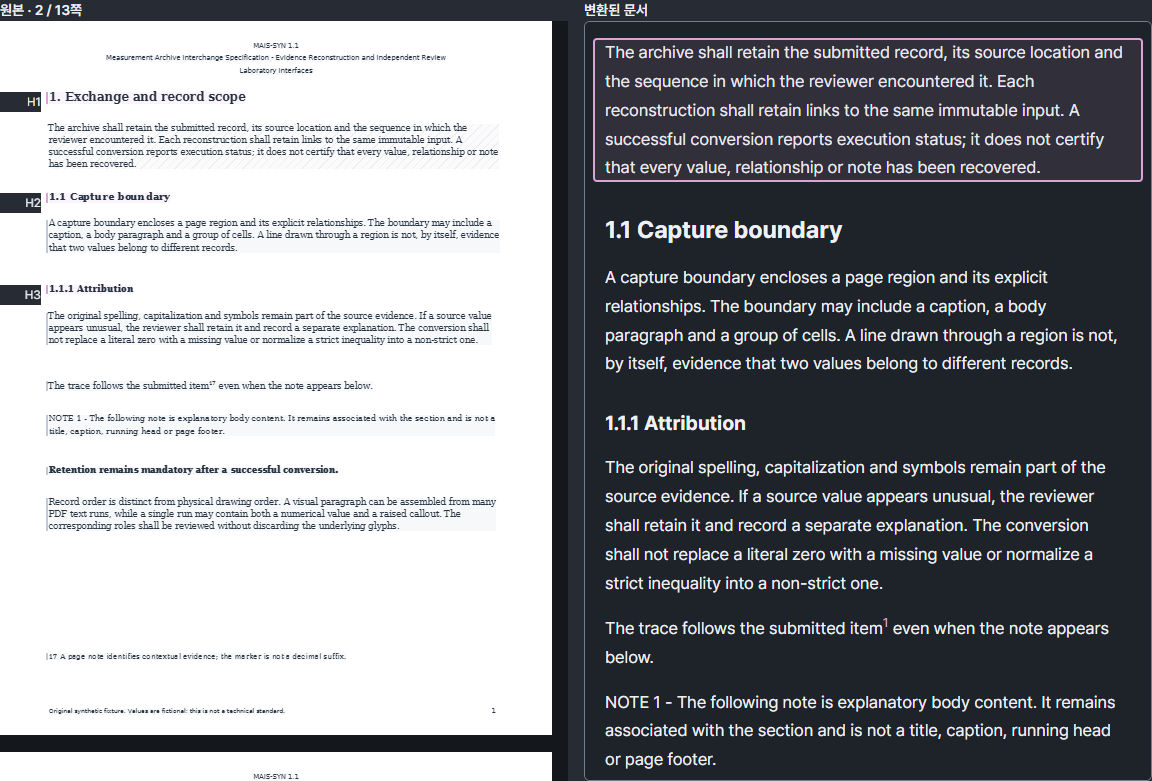 원본 · 2 / 13쪽
MAIS-SYN 1.1
Measurement Archive Interchange Specification - Evidence Reconstruction and Independent Review
Laboratory Interfaces
H1
1. Exchange and record scope
The archive shall retain the submitted record, its source location and the sequence in which the
reviewer encountered it. Each reconstruction shall retain links to the same immutable input. A
successful conversion reports execution status; it does not certify that every value, relationship or note
has been recovered.
H2
1.1 Capture boundary
A capture boundary encloses a page region and its explicit relationships. The boundary may include a
caption, a body paragraph and a group of cells. A line drawn through a region is not, by itself, evidence
that two values belong to different records.
H3
1.1.1 Attribution
The original spelling, capitalization and symbols remain part of the source evidence. If a source value
appears unusual, the reviewer shall retain it and record a separate explanation. The conversion shall
not replace a literal zero with a missing value or normalize a strict inequality into a non-strict one.
The trace follows the submitted item17 even when the note appears below.
NOTE 1 - The following note is explanatory body content. It remains associated with the section and is not a
title, caption, running head or page footer.
Retention remains mandatory after a successful conversion.
Record order is distinct from physical drawing order. A visual paragraph can be assembled from many
PDF text runs, while a single run may contain both a numerical value and a raised callout. The
corresponding roles shall be reviewed without discarding the underlying glyphs.
17 A page note identifies contextual evidence; the marker is not a decimal suffix.
Original synthetic fixture. Values are fictional: this is not a technical standard.
1
MAIS-SYN 1.1
변환된 문서
The archive shall retain the submitted record, its source location and
the sequence in which the reviewer encountered it. Each
reconstruction shall retain links to the same immutable input. A
successful conversion reports execution status; it does not certify
that every value, relationship or note has been recovered.
1.1 Capture boundary
A capture boundary encloses a page region and its explicit
relationships. The boundary may include a caption, a body
paragraph and a group of cells. A line drawn through a region is not,
by itself, evidence that two values belong to different records.
1.1.1 Attribution
The original spelling, capitalization and symbols remain part of the
source evidence. If a source value appears unusual, the reviewer
shall retain it and record a separate explanation. The conversion
shall not replace a literal zero with a missing value or normalize a
strict inequality into a non-strict one.
The trace follows the submitted item1 even when the note appears
below.
NOTE 1 - The following note is explanatory body content. It remains
associated with the section and is not a title, caption, running head
or page footer.